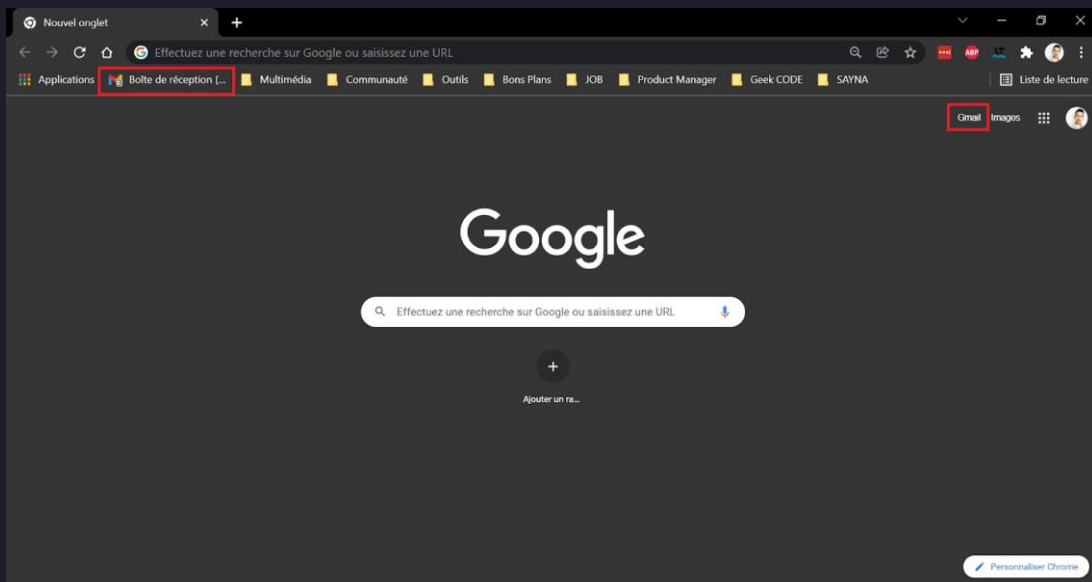 Nouvel onglet
Effectuez une recherche sur Google ou saisissez une URL
ABP
Applications Boîte de réception (... Multimédia Communauté Outils Bons Plans JOB Product Manager Geek CODE SAYNA Liste de lecture
Gmail Images
Google
Effectuez une recherche sur Google ou saisissez une URL
Ajouter un ra...
Personnaliser Chrome